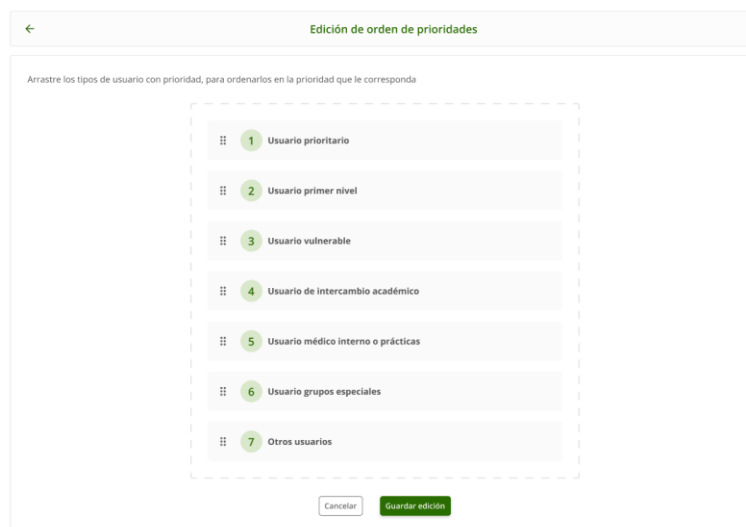 Edición de orden de prioridades
Arrastre los tipos de usuario con prioridad, para ordenarlos en la prioridad que le corresponda
1 Usuario prioritario
2 Usuario primer nivel
3 Usuario vulnerable
4 Usuario de intercambio académico
5 Usuario médico interno o prácticas
6 Usuario grupos especiales
7 Otros usuarios
Cancelar Guardar edición